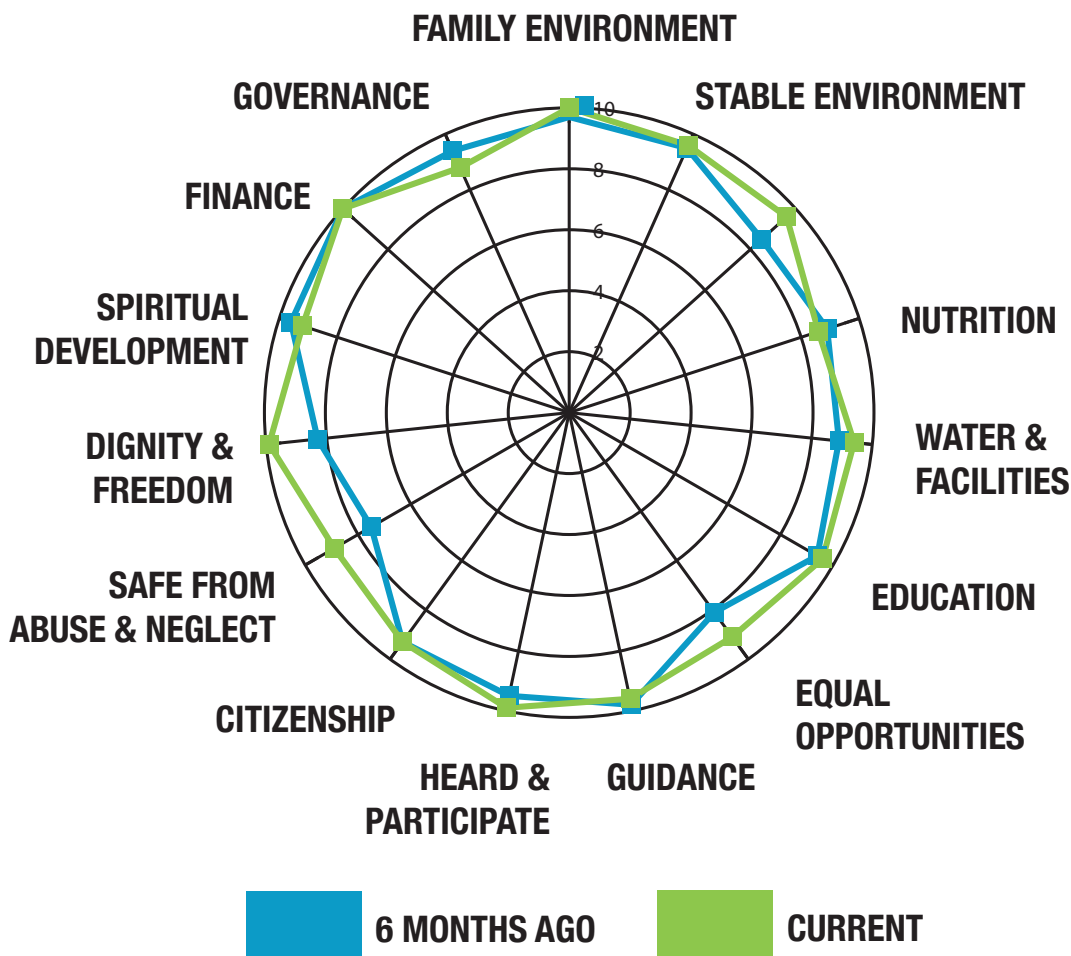 FAMILY ENVIRONMENT
GOVERNANCE
STABLE ENVIRONMENT
10
8
6
4
2
FINANCE
SPIRITUAL
DEVELOPMENT
NUTRITION
DIGNITY &
FREEDOM
WATER &
FACILITIES
SAFE FROM
ABUSE & NEGLECT
EDUCATION
CITIZENSHIP
EQUAL
OPPORTUNITIES
HEARD &
PARTICIPATE
GUIDANCE
6 MONTHS AGO
CURRENT